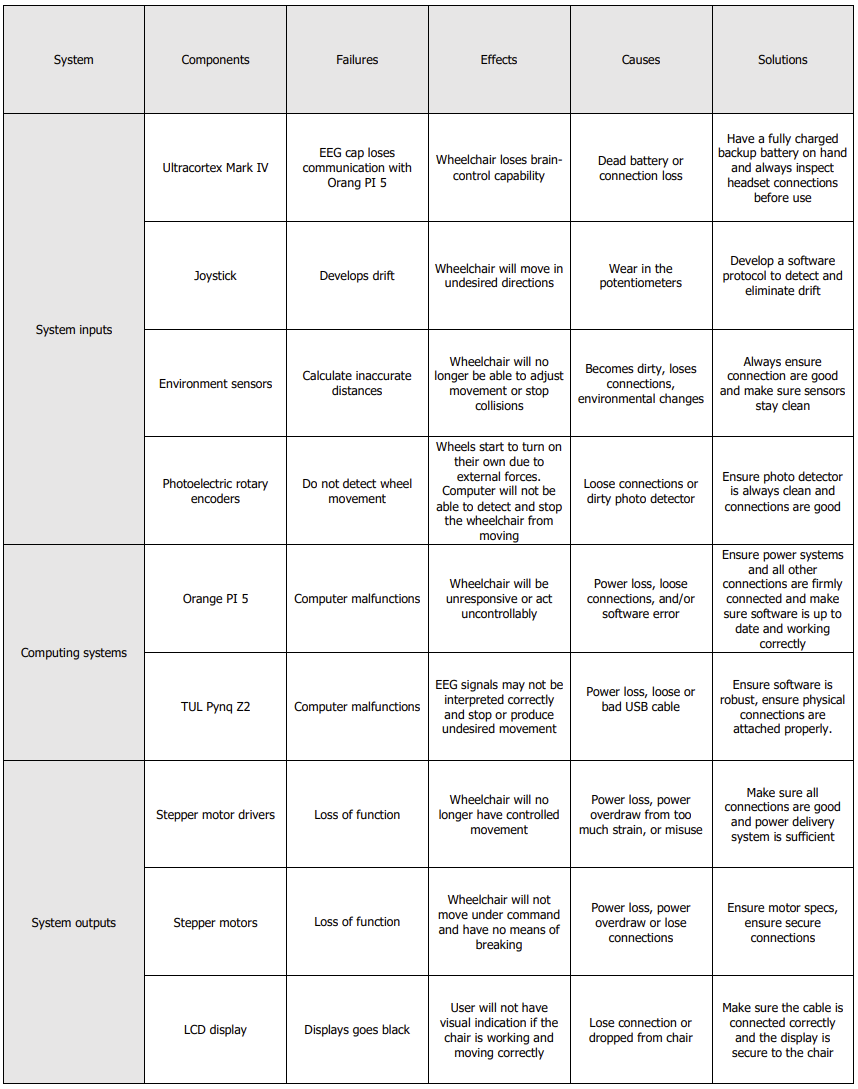 System
Components
Failures
Effects
Causes
Solutions
System inputs
Ultracortex Mark IV
EEG cap loses
communication with
Orang PI 5
Wheelchair loses brain-
control capability
Dead battery or
connection loss
Have a fully charged
backup battery on hand
and always inspect
headset connections
before use
Joystick
Develops drift
Wheelchair will move in
undesired directions
Wear in the
potentiometers
Develop a software
protocol to detect and
eliminate drift
Environment sensors
Calculate inaccurate
distances
Wheelchair will no
longer be able to adjust
movement or stop
collisions
Becomes dirty, loses
connections,
environmental changes
Always ensure
connection are good
and make sure sensors
stay clean
Photoelectric rotary
encoders
Do not detect wheel
movement
Wheels start to turn on
their own due to
external forces.
Computer will not be
able to detect and stop
the wheelchair from
moving
Loose connections or
dirty photo detector
Ensure photo detector
is always clean and
connections are good
Computing systems
Orange PI 5
Computer malfunctions
Wheelchair will be
unresponsive or act
uncontrollably
Power loss, loose
connections, and/or
software error
Ensure power systems
and all other
connections are firmly
connected and make
sure software is up to
date and working
correctly
TUL Pynq Z2
Computer malfunctions
EEG signals may not be
interpreted correctly
and stop or produce
undesired movement
Power loss, loose or
bad USB cable
Ensure software is
robust, ensure physical
connections are
attached properly.
System outputs
Stepper motor drivers
Loss of function
Wheelchair will no
longer have controlled
movement
Power loss, power
overdraw from too
much strain, or misuse
Make sure all
connections are good
and power delivery
system is sufficient
Stepper motors
Loss of function
Wheelchair will not
move under command
and have no means of
breaking
Power loss, power
overdraw or lose
connections
Ensure motor specs,
ensure secure
connections
LCD display
Displays goes black
User will not have
visual indication if the
chair is working and
moving correctly
Lose connection or
dropped from chair
Make sure the cable is
connected correctly
and the display is
secure to the chair